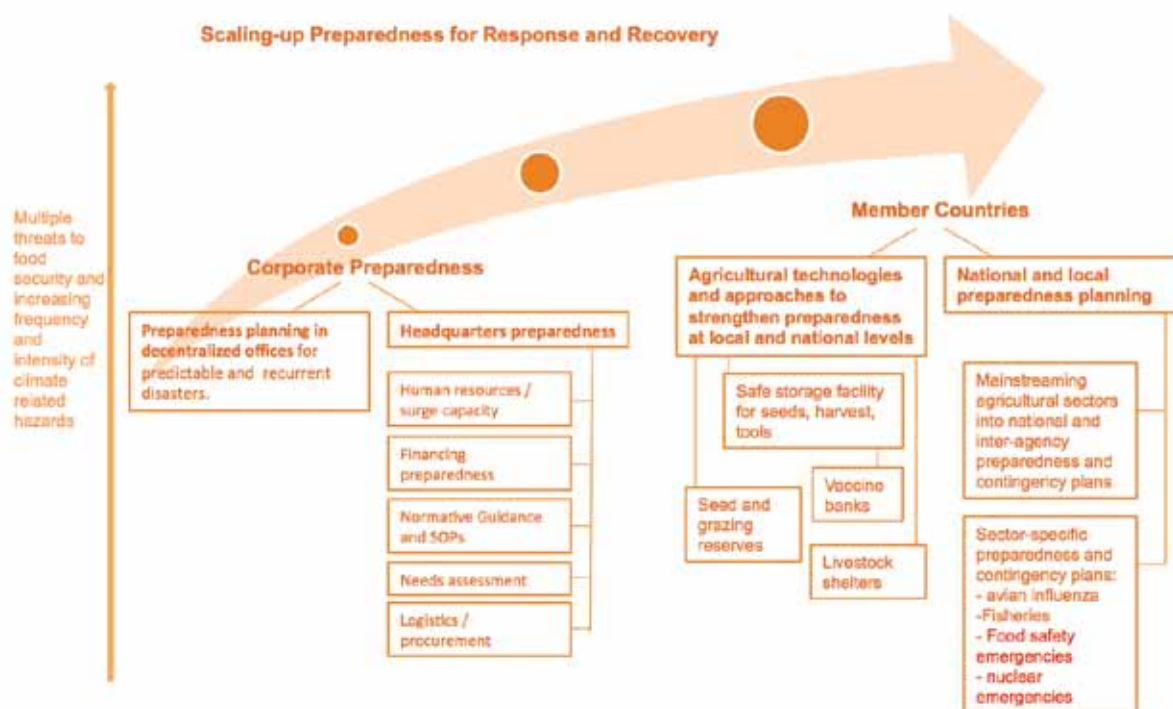 Scaling-up Preparedness for Response and Recovery
Multiple
threats to
food
security and
increasing
frequency
and
intensity of
climate
related
hazards
Corporate Preparedness
Preparedness planning in
decentralized offices for
predictable and recurrent
disasters.
Headquarters preparedness
Human resources /
surge capacity
Financing
preparedness
Normative Guidance
and SOPs
Needs assessment
Logistics /
procurement
Member Countries
Agricultural technologies
and approaches to
strengthen preparedness
at local and national levels
Safe storage facility
for seeds, harvest,
tools
Seed and
grazing
reserves
Vaccine
banks
Livestock
shelters
National and local
preparedness planning
Mainstreaming
agricultural sectors
into national and
inter-agency
preparedness and
contingency plans
Sector-specific
preparedness and
contingency plans:
- avian influenza
-Fisheries
- Food safety
emergencies
- nuclear
emergencies